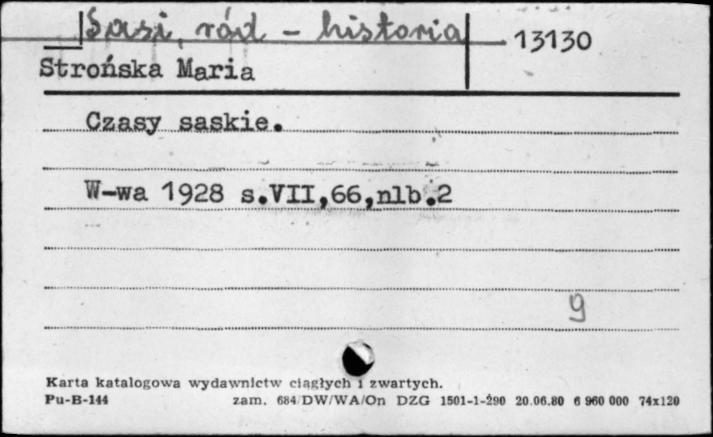 Sasi, ród - historia
13130
Strońska Maria
Czasy saskie.
W-wa 1928 s.VII,66,nlb.2
9
Karta katalogowa wydawnictw ciągłych i zwartych.
Pu-B-144 zam. 684/DW/WA/On DZG 1501-1-290 20.06.80 6 960 000 74x120